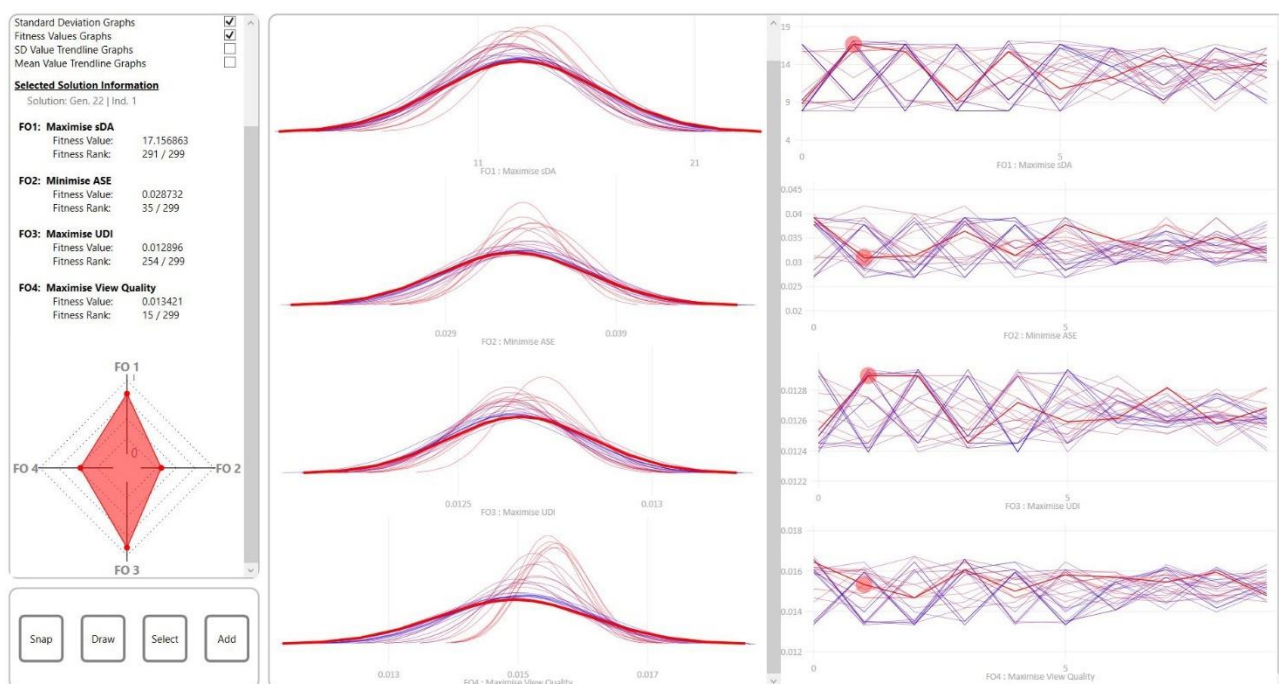 Standard Deviation Graphs
Fitness Values Graphs
SD Value Trendline Graphs
Mean Value Trendline Graphs
Selected Solution Information
Solution: Gen. 22 | Ind. 1
FO1: Maximise sDA
Fitness Value: 17.156863
Fitness Rank: 291 / 299
FO2: Minimise ASE
Fitness Value: 0.028732
Fitness Rank: 35 / 299
FO3: Maximise UDI
Fitness Value: 0.012896
Fitness Rank: 254 / 299
FO4: Maximise View Quality
Fitness Value: 0.013421
Fitness Rank: 15 / 299
FO 1
1
0
FO 4
FO 2
FO 3
Snap
Draw
Select
Add
11 21
FO1 : Maximise sDA
0.029 0.039
FO2 : Minimise ASE
0.0125 0.013
FO3 : Maximise UDI
0.013 0.015 0.017
FO4 : Maximise View Quality
14
9
4
0 5
FO1 : Maximise sDA
0.045
0.04
0.035
0.03
0.025
0.02
0 5
FO2 : Minimise ASE
0.0128
0.0126
0.0124
0.0122
0 5
FO3 : Maximise UDI
0.018
0.016
0.014
0.012
0 5
FO4 : Maximise View Quality